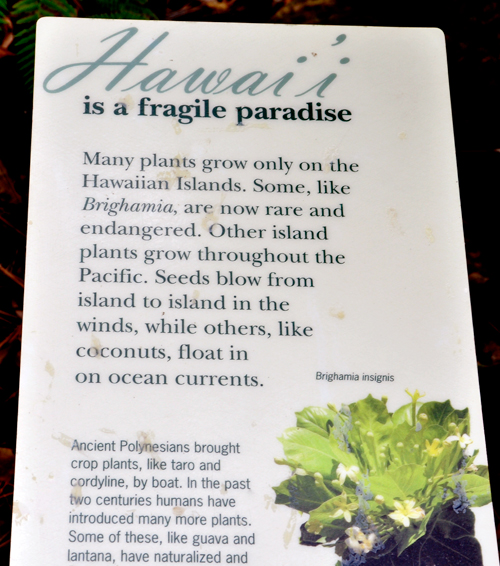 Hawai'i
is a fragile paradise
Many plants grow only on the
Hawaiian Islands. Some, like
Brighamia, are now rare and
endangered. Other island
plants grow throughout the
Pacific. Seeds blow from
island to island in the
winds, while others, like
coconuts, float in
on ocean currents.
Brighamia insignis
Ancient Polynesians brought
crop plants, like taro and
cordyline, by boat. In the past
two centuries humans have
introduced many more plants.
Some of these, like guava and
lantana, have naturalized and